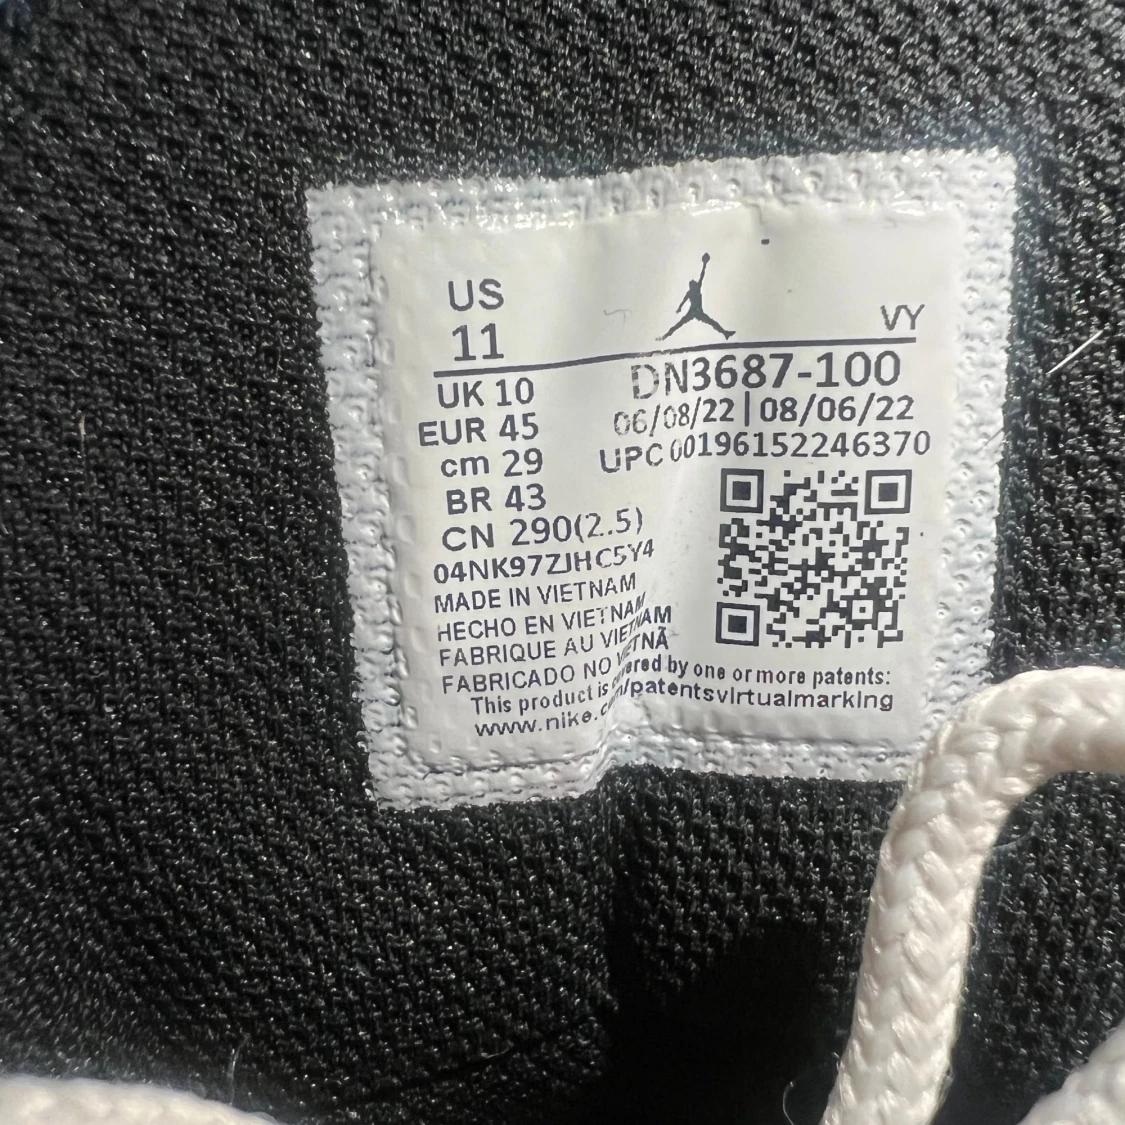 US
11
VY
UK 10
EUR 45
cm 29
BR 43
CN 290(2.5)
DN3687-100
06/08/22 | 08/06/22
UPC 00196152246370
04NK97ZJHC5Y4
MADE IN VIETNAM
HECHO EN VIETNAM
FABRIQUE AU VIETNAM
FABRICADO NO VIETNÃ
This product is covered by one or more patents:
www.nike.com/patentsvirtualmarking